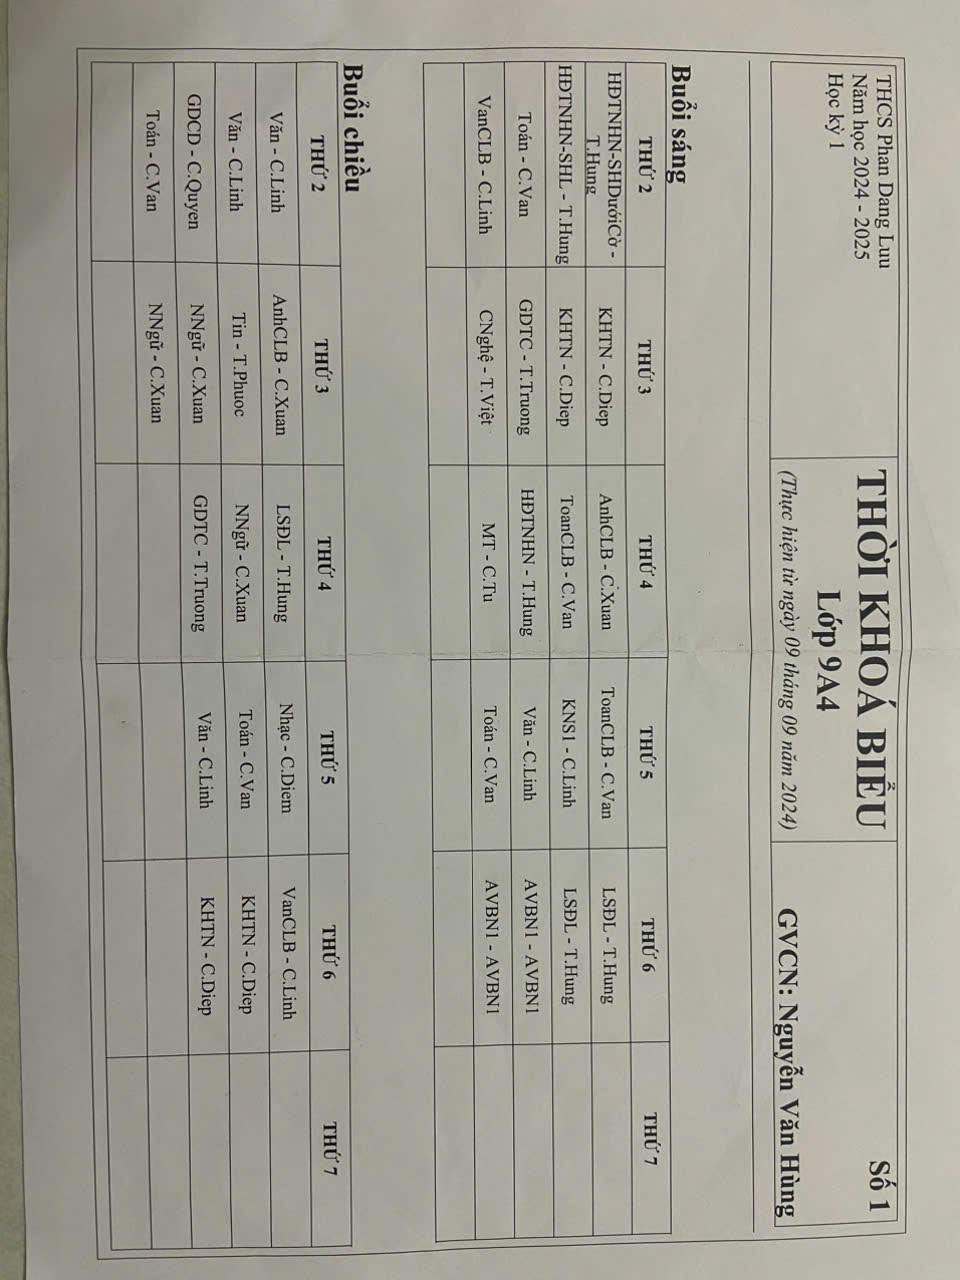 THCS Phan Dang Luu
Năm học 2024 - 2025
Học kỳ 1
THỜI KHOÁ BIỂU
Lớp 9A4
(Thực hiện từ ngày 09 tháng 09 năm 2024)
Số 1
GVCN: Nguyễn Văn Hùng
Buổi sáng
THỨ 2 THỨ 3 THỨ 4 THỨ 5 THỨ 6 THỨ 7
HĐTNHN-SHDướiCờ - T.Hung KHTN - C.Diep AnhCLB - C.Xuan ToanCLB - C.Van LSĐL - T.Hung
HĐTNHN-SHL - T.Hung KHTN - C.Diep ToanCLB - C.Van KNS1 - C.Linh LSĐL - T.Hung
Toán - C.Van GDTC - T.Truong HĐTNHN - T.Hung Văn - C.Linh AVBN1 - AVBN1
VanCLB - C.Linh CNghệ - T.Việt MT - C.Tu Toán - C.Van AVBN1 - AVBN1
Buổi chiều
THỨ 2 THỨ 3 THỨ 4 THỨ 5 THỨ 6 THỨ 7
Văn - C.Linh AnhCLB - C.Xuan LSĐL - T.Hung Nhạc - C.Diem VanCLB - C.Linh
Văn - C.Linh Tin - T.Phuoc NNgữ - C.Xuan Toán - C.Van KHTN - C.Diep
GDCD - C.Quyen NNgữ - C.Xuan GDTC - T.Truong Văn - C.Linh KHTN - C.Diep
Toán - C.Van NNgữ - C.Xuan